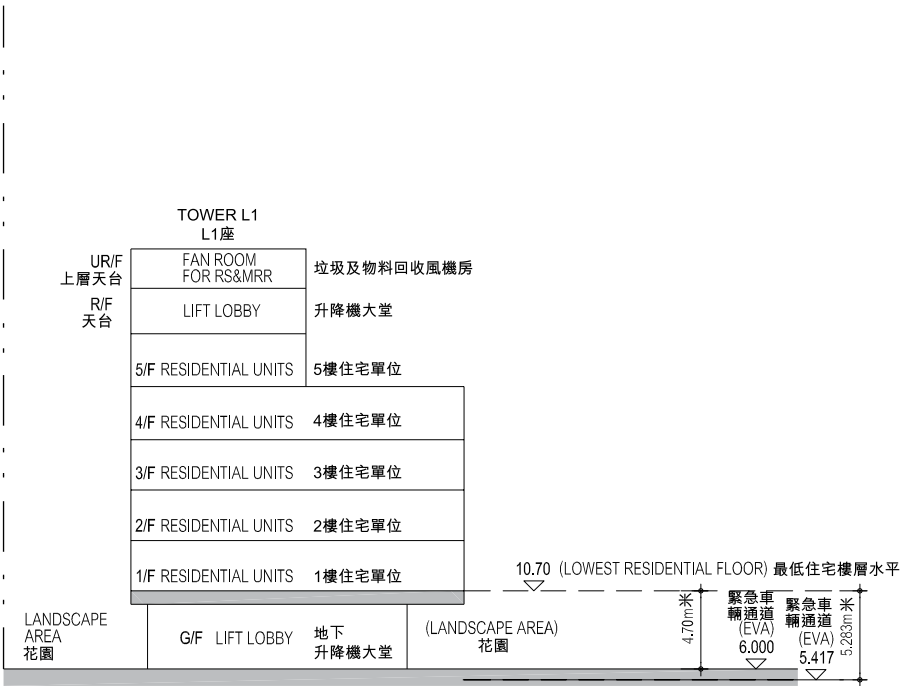 TOWER L1
L1座
UR/F
上層天台
FAN ROOM
FOR RS&MRR
垃圾及物料回收風機房
R/F
天台
LIFT LOBBY
升降機大堂
5/F RESIDENTIAL UNITS 5樓住宅單位
4/F RESIDENTIAL UNITS 4樓住宅單位
3/F RESIDENTIAL UNITS 3樓住宅單位
2/F RESIDENTIAL UNITS 2樓住宅單位
1/F RESIDENTIAL UNITS 1樓住宅單位
10.70 (LOWEST RESIDENTIAL FLOOR) 最低住宅樓層水平
LANDSCAPE
AREA
花園
G/F LIFT LOBBY
地下
升降機大堂
(LANDSCAPE AREA)
花園
4.70m米
緊急車
輛通道
(EVA)
6.000
緊急車
輛通道
(EVA)
5.417
5.283m米